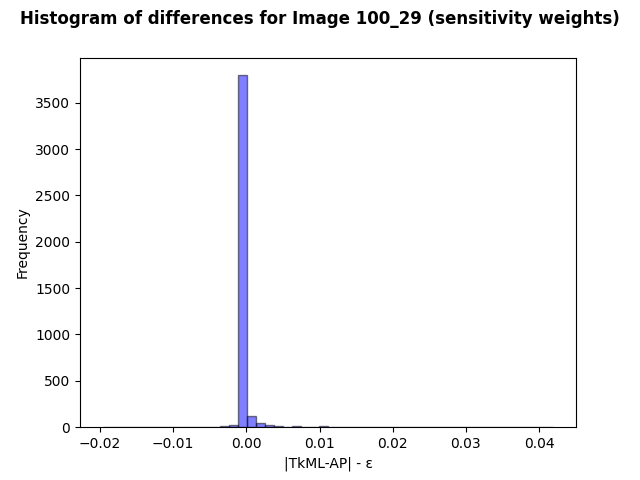 Histogram of differences for Image 100_29 (sensitivity weights)
3500
3000
2500
2000
1500
1000
500
0
Frequency
−0.02 −0.01 0.00 0.01 0.02 0.03 0.04
|TkML-AP| - ε